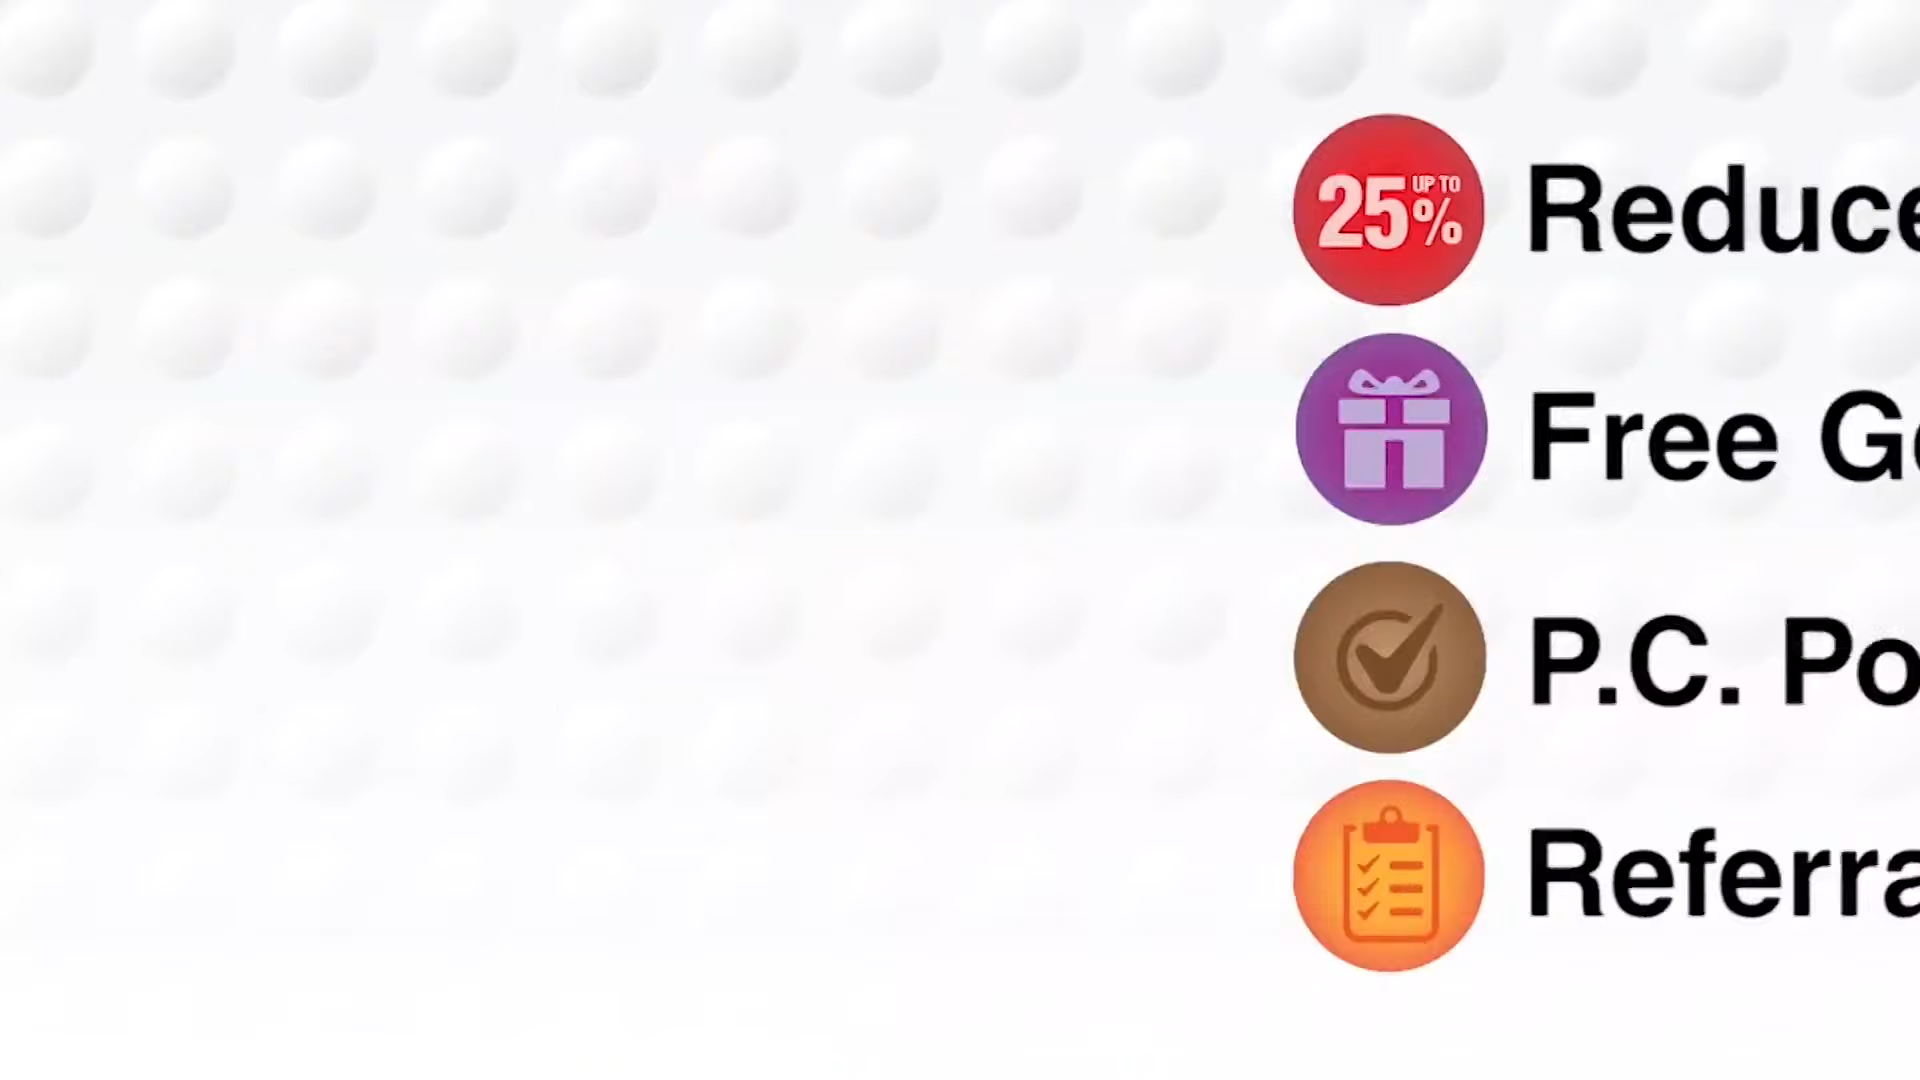 UP TO
25%
Reduce
Free G
P.C. Po
Referra